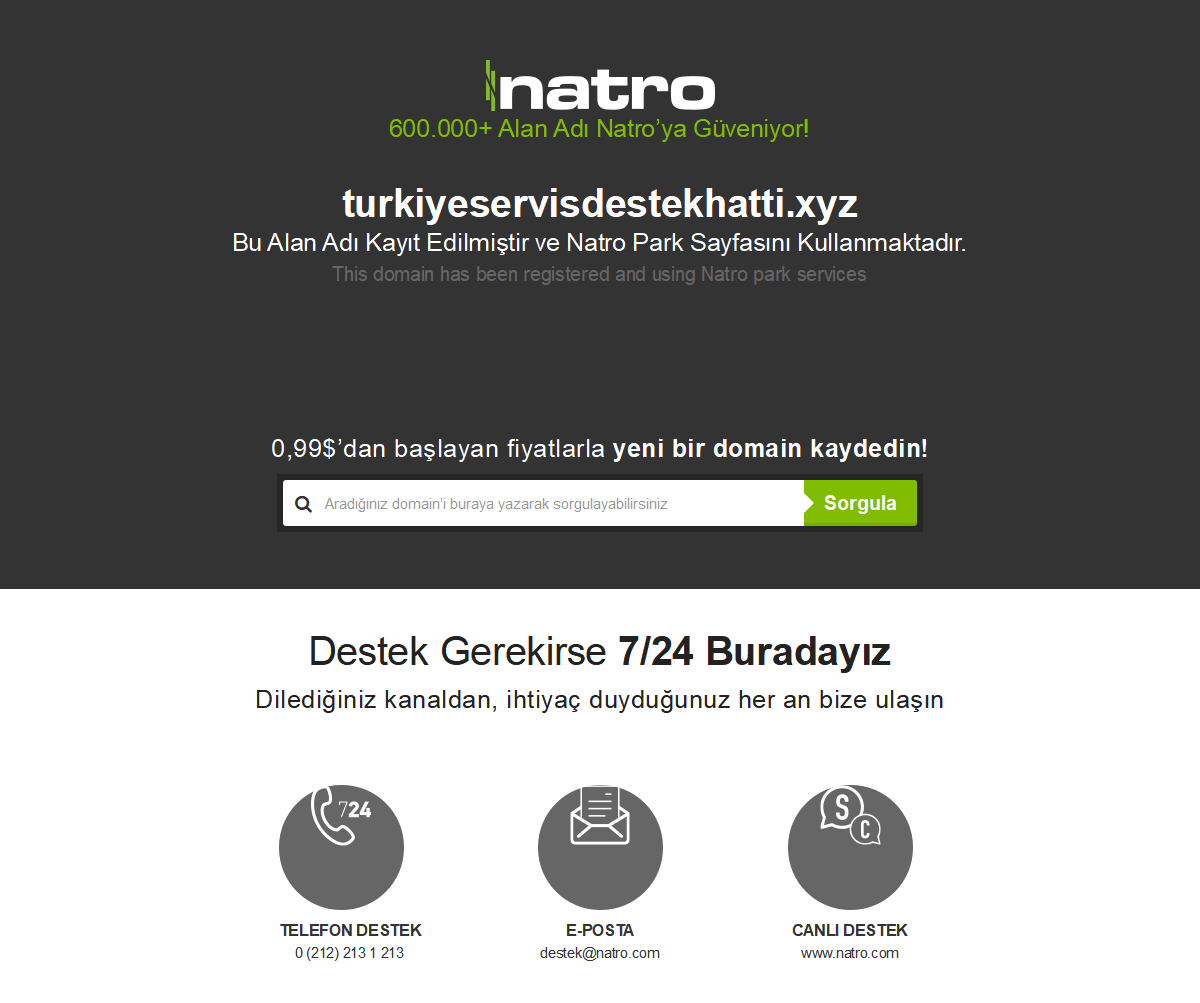 natro
600.000+ Alan Adı Natro’ya Güveniyor!
turkiyeservisdestekhatti.xyz
Bu Alan Adı Kayıt Edilmiştir ve Natro Park Sayfasını Kullanmaktadır.
This domain has been registered and using Natro park services
0,99$’dan başlayan fiyatlarla yeni bir domain kaydedin!
Aradığınız domain'i buraya yazarak sorgulayabilirsiniz
Sorgula
Destek Gerekirse 7/24 Buradayız
Dilediğiniz kanaldan, ihtiyaç duyduğunuz her an bize ulaşın
724
S
C
TELEFON DESTEK
0 (212) 213 1 213
E-POSTA
destek@natro.com
CANLI DESTEK
www.natro.com